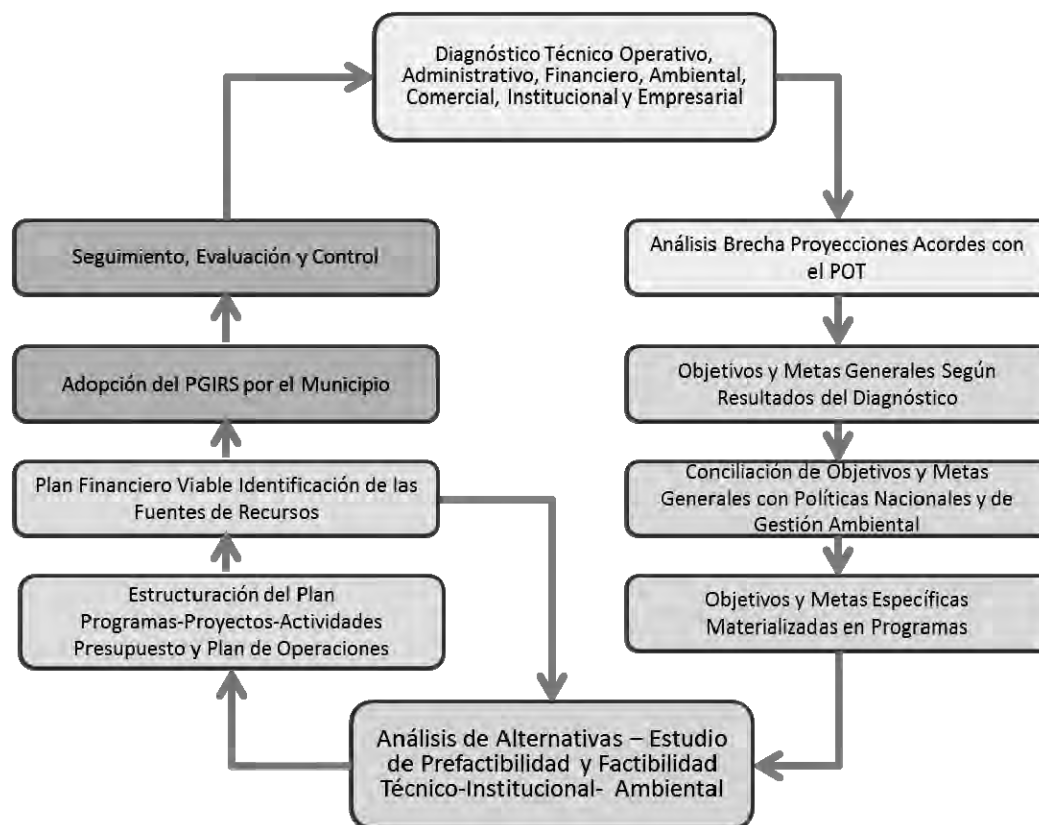 Diagnóstico Técnico Operativo,
Administrativo, Financiero, Ambiental,
Comercial, Institucional y Empresarial
Análisis Brecha Proyecciones Acordes con
el POT
Objetivos y Metas Generales Según
Resultados del Diagnóstico
Conciliación de Objetivos y Metas
Generales con Políticas Nacionales y de
Gestión Ambiental
Objetivos y Metas Específicas
Materializadas en Programas
Análisis de Alternativas – Estudio
de Prefactibilidad y Factibilidad
Técnico-Institucional- Ambiental
Estructuración del Plan
Programas-Proyectos-Actividades
Presupuesto y Plan de Operaciones
Plan Financiero Viable Identificación de las
Fuentes de Recursos
Adopción del PGIRS por el Municipio
Seguimiento, Evaluación y Control